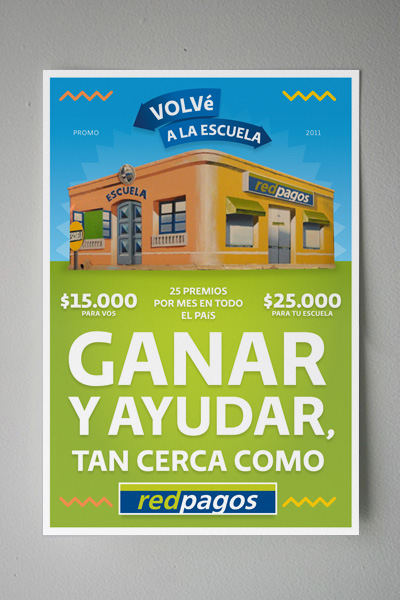 VOLVé
A LA ESCUELA
PROMO
2011
ESCUELA
redpagos
$15.000
PARA VOS
25 PREMIOS
POR MES EN TODO
EL PAÍS
$25.000
PARA TU ESCUELA
GANAR
Y AYUDAR,
TAN CERCA COMO
redpagos